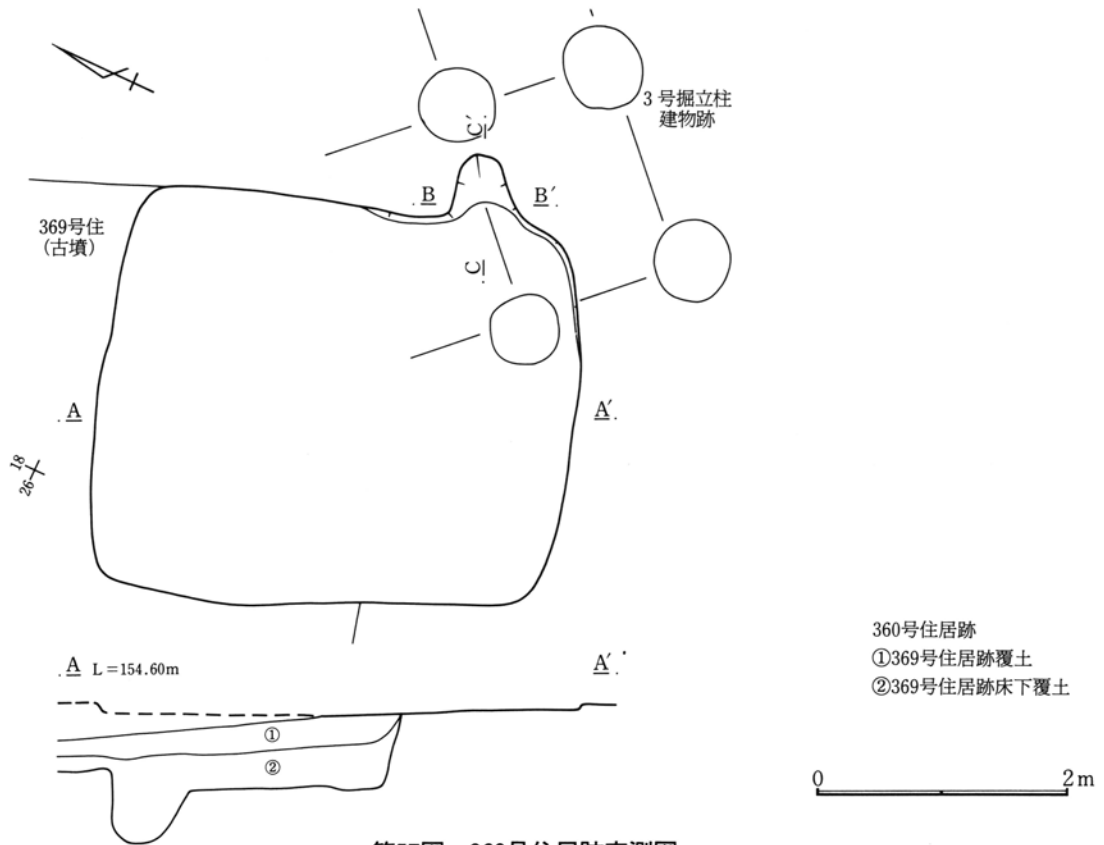 3号掘立柱
建物跡
C′
B
B′
369号住
(古墳)
C
A
A′
18
26
A L=154.60m
A′
360号住居跡
①369号住居跡覆土
②369号住居跡床下覆土
①
②
0
2m